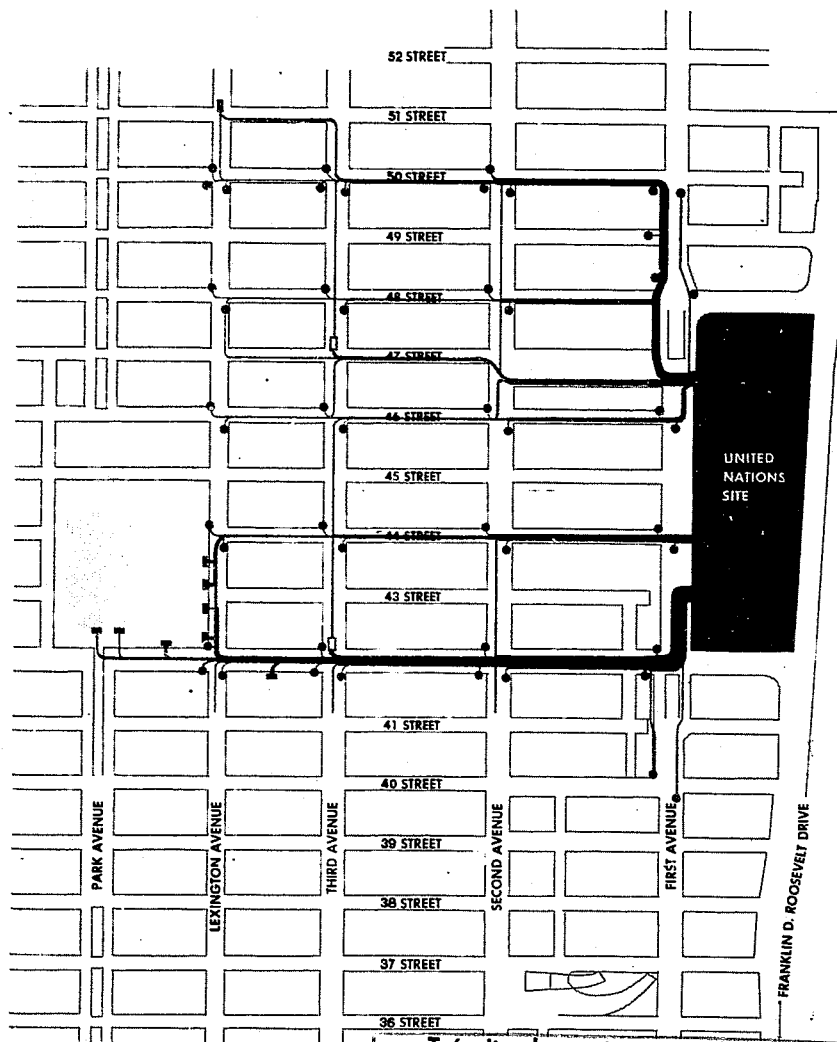 52 STREET
51 STREET
50 STREET
49 STREET
48 STREET
47 STREET
46 STREET
UNITED
NATIONS
SITE
45 STREET
44 STREET
43 STREET
41 STREET
40 STREET
PARK AVENUE
LEXINGTON AVENUE
THIRD AVENUE
SECOND AVENUE
FIRST AVENUE
FRANKLIN D. ROOSEVELT DRIVE
39 STREET
38 STREET
37 STREET
36 STREET